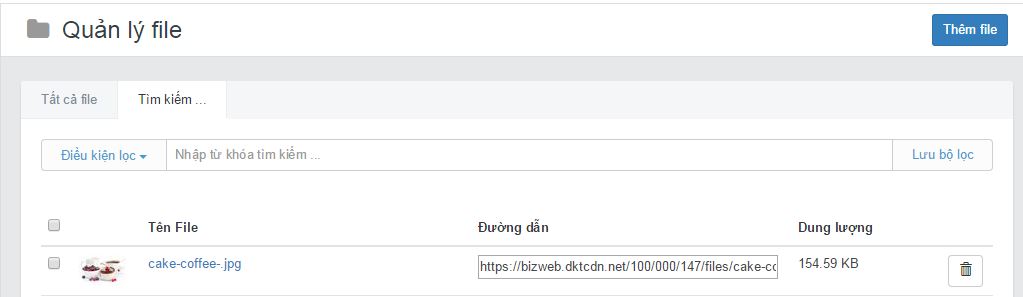 Quản lý file
Thêm file
Tất cả file
Tìm kiếm ...
Điều kiện lọc
Nhập từ khóa tìm kiếm ...
Lưu bộ lọc
Tên File Đường dẫn Dung lượng
cake-coffee-.jpg https://bizweb.dktcdn.net/100/000/147/files/cake-co 154.59 KB